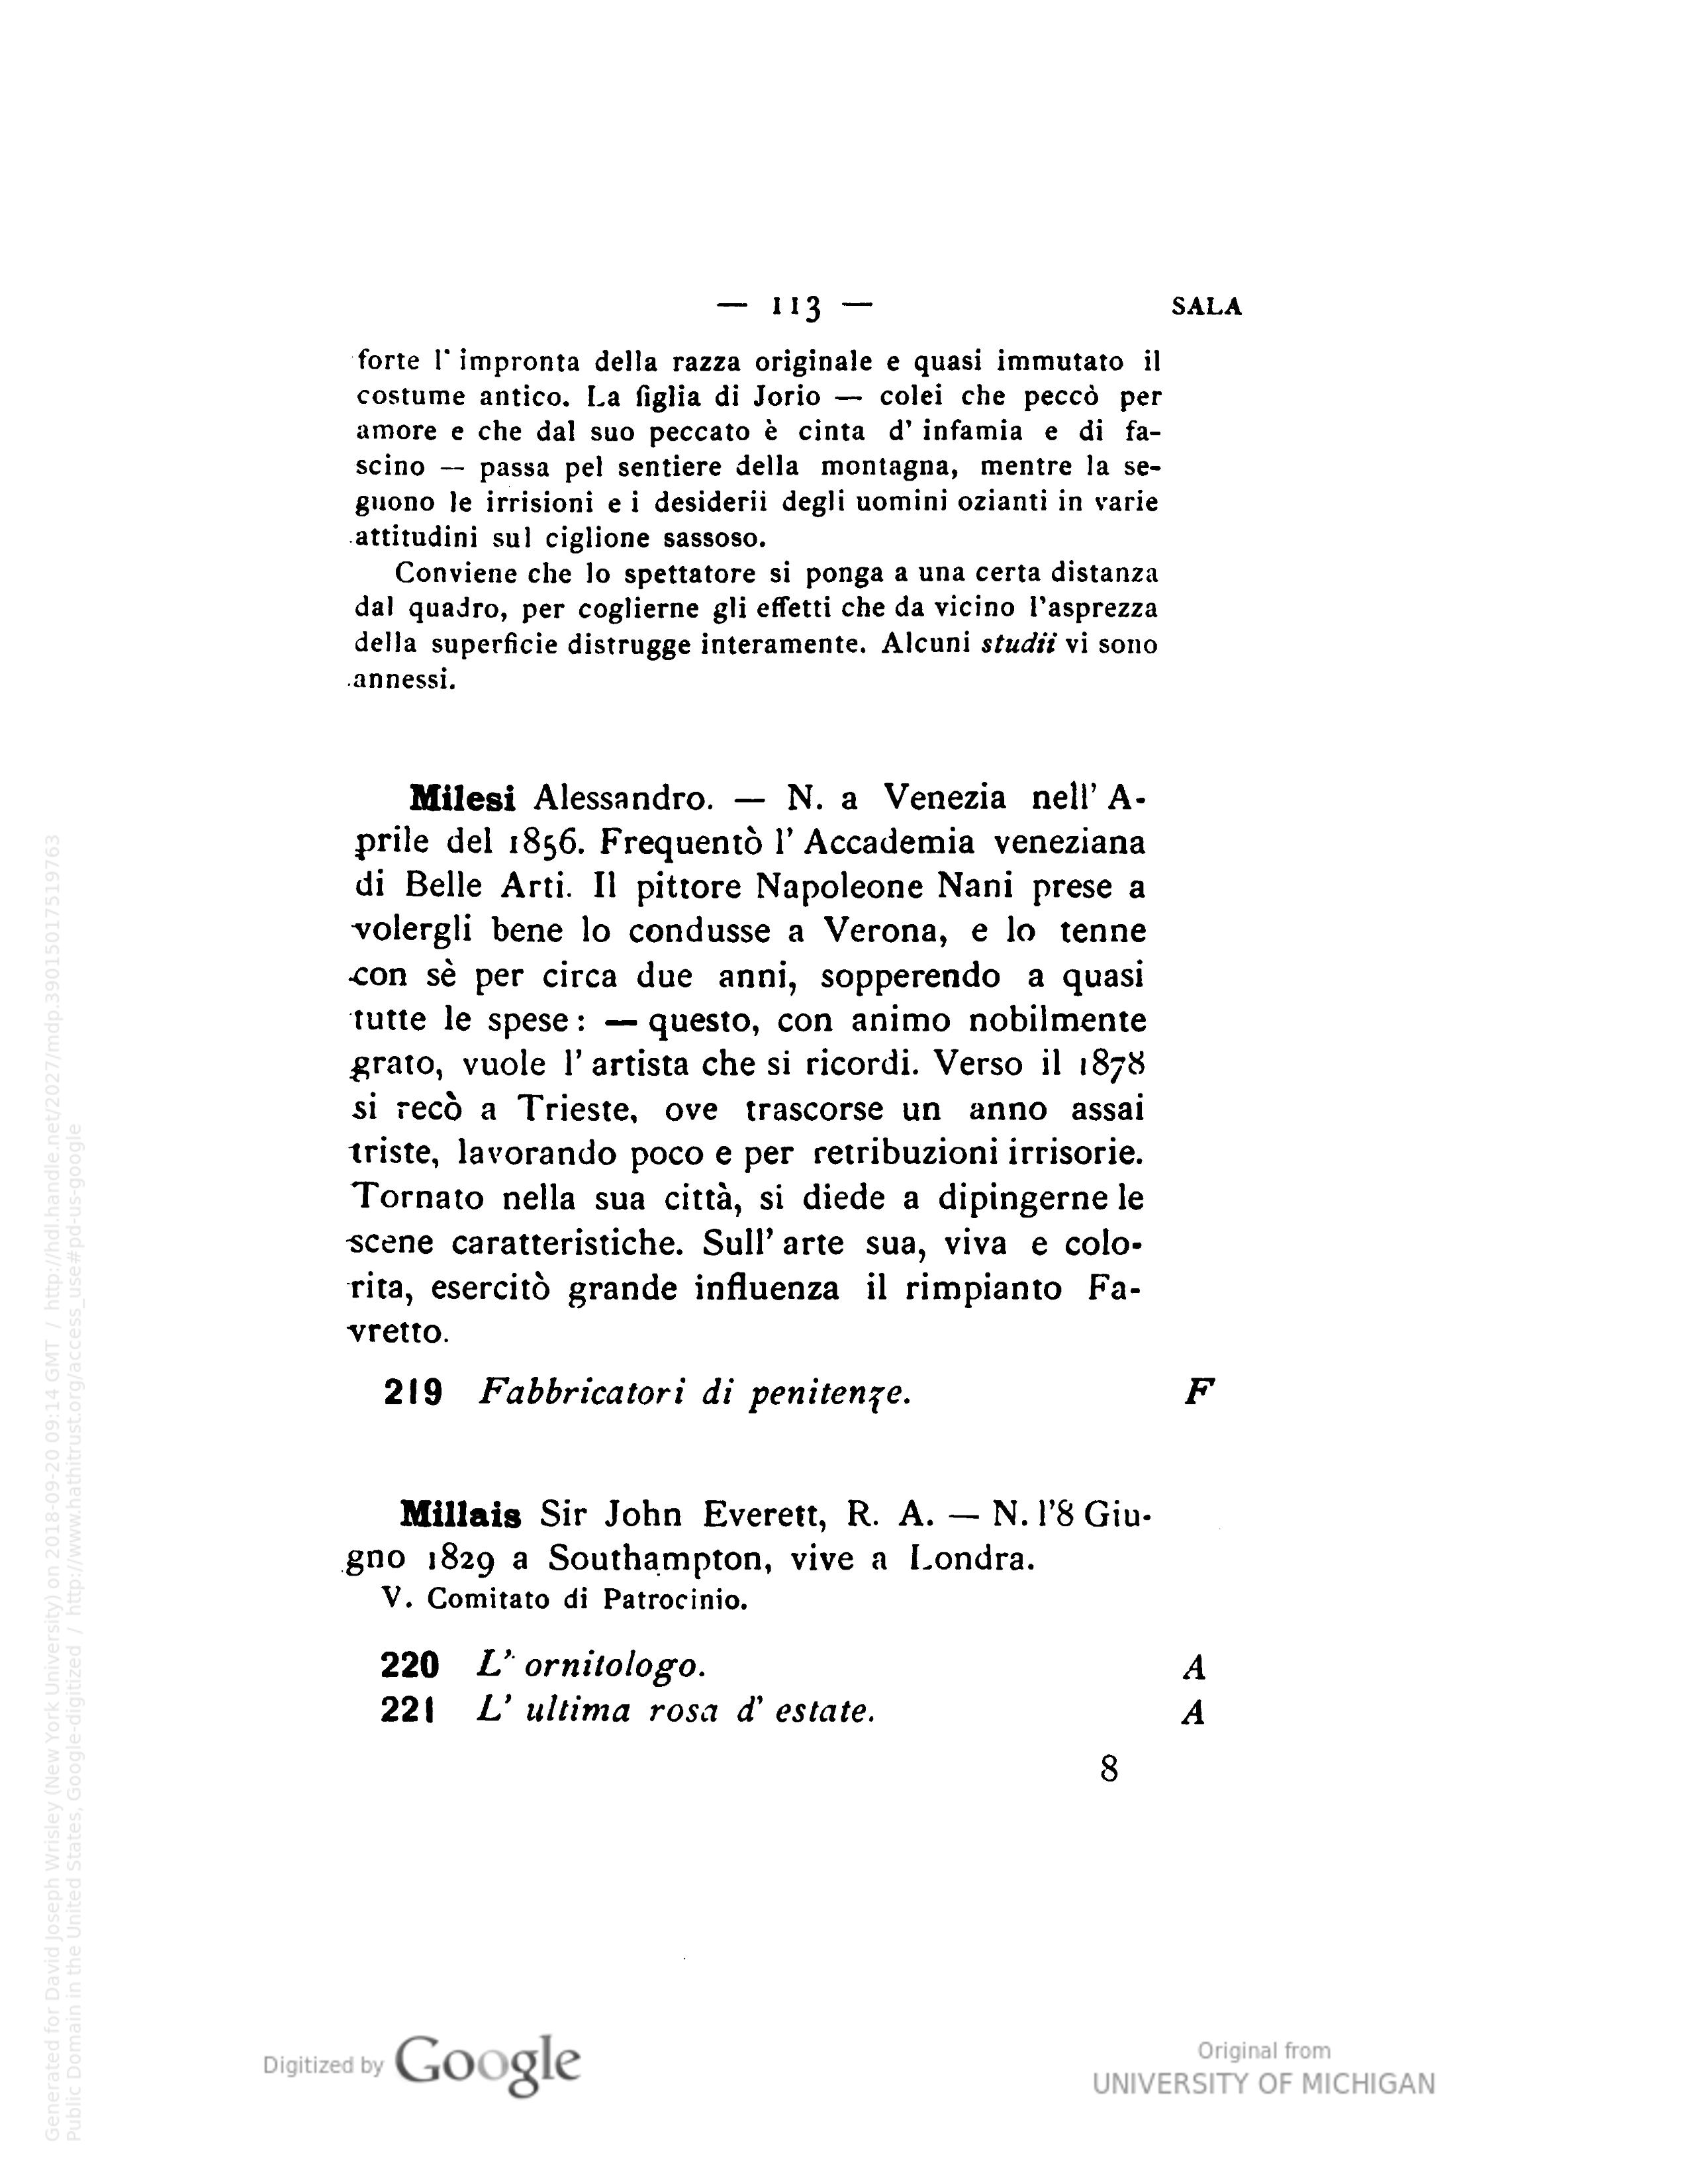 — 113 —
SALA
forte l' impronta della razza originale e quasi immutato il
costume antico. La figlia di Jorio — colei che peccò per
amore e che dal suo peccato è cinta d' infamia e di fa-
scino — passa pel sentiere della montagna, mentre la se-
guono le irrisioni e i desiderii degli uomini ozianti in varie
attitudini sul ciglione sassoso.
Conviene che lo spettatore si ponga a una certa distanza
dal quadro, per coglierne gli effetti che da vicino l'asprezza
della superficie distrugge interamente. Alcuni studii vi sono
annessi.
Milesi Alessandro. — N. a Venezia nell' A-
prile del 1856. Frequentò l' Accademia veneziana
di Belle Arti. Il pittore Napoleone Nani prese a
volergli bene lo condusse a Verona, e lo tenne
con sè per circa due anni, sopperendo a quasi
tutte le spese: — questo, con animo nobilmente
grato, vuole l' artista che si ricordi. Verso il 1878
si recò a Trieste, ove trascorse un anno assai
triste, lavorando poco e per retribuzioni irrisorie.
Tornato nella sua città, si diede a dipingerne le
scene caratteristiche. Sull' arte sua, viva e colo-
rita, esercitò grande influenza il rimpianto Fa-
vretto.
219 Fabbricatori di penitenze. F
Millais Sir John Everett, R. A. — N. l'8 Giu-
gno 1829 a Southampton, vive a Londra.
V. Comitato di Patrocinio.
220 L' ornitologo. A
221 L' ultima rosa d' estate. A
8
Generated for David Joseph Wrisley (New York University) on 2018-09-20 09:14 GMT / http://hdl.handle.net/2027/mdp.39015017519763
Public Domain in the United States, Google-digitized / http://www.hathitrust.org/access_use#pd-us-google
Digitized by Google
Original from
UNIVERSITY OF MICHIGAN